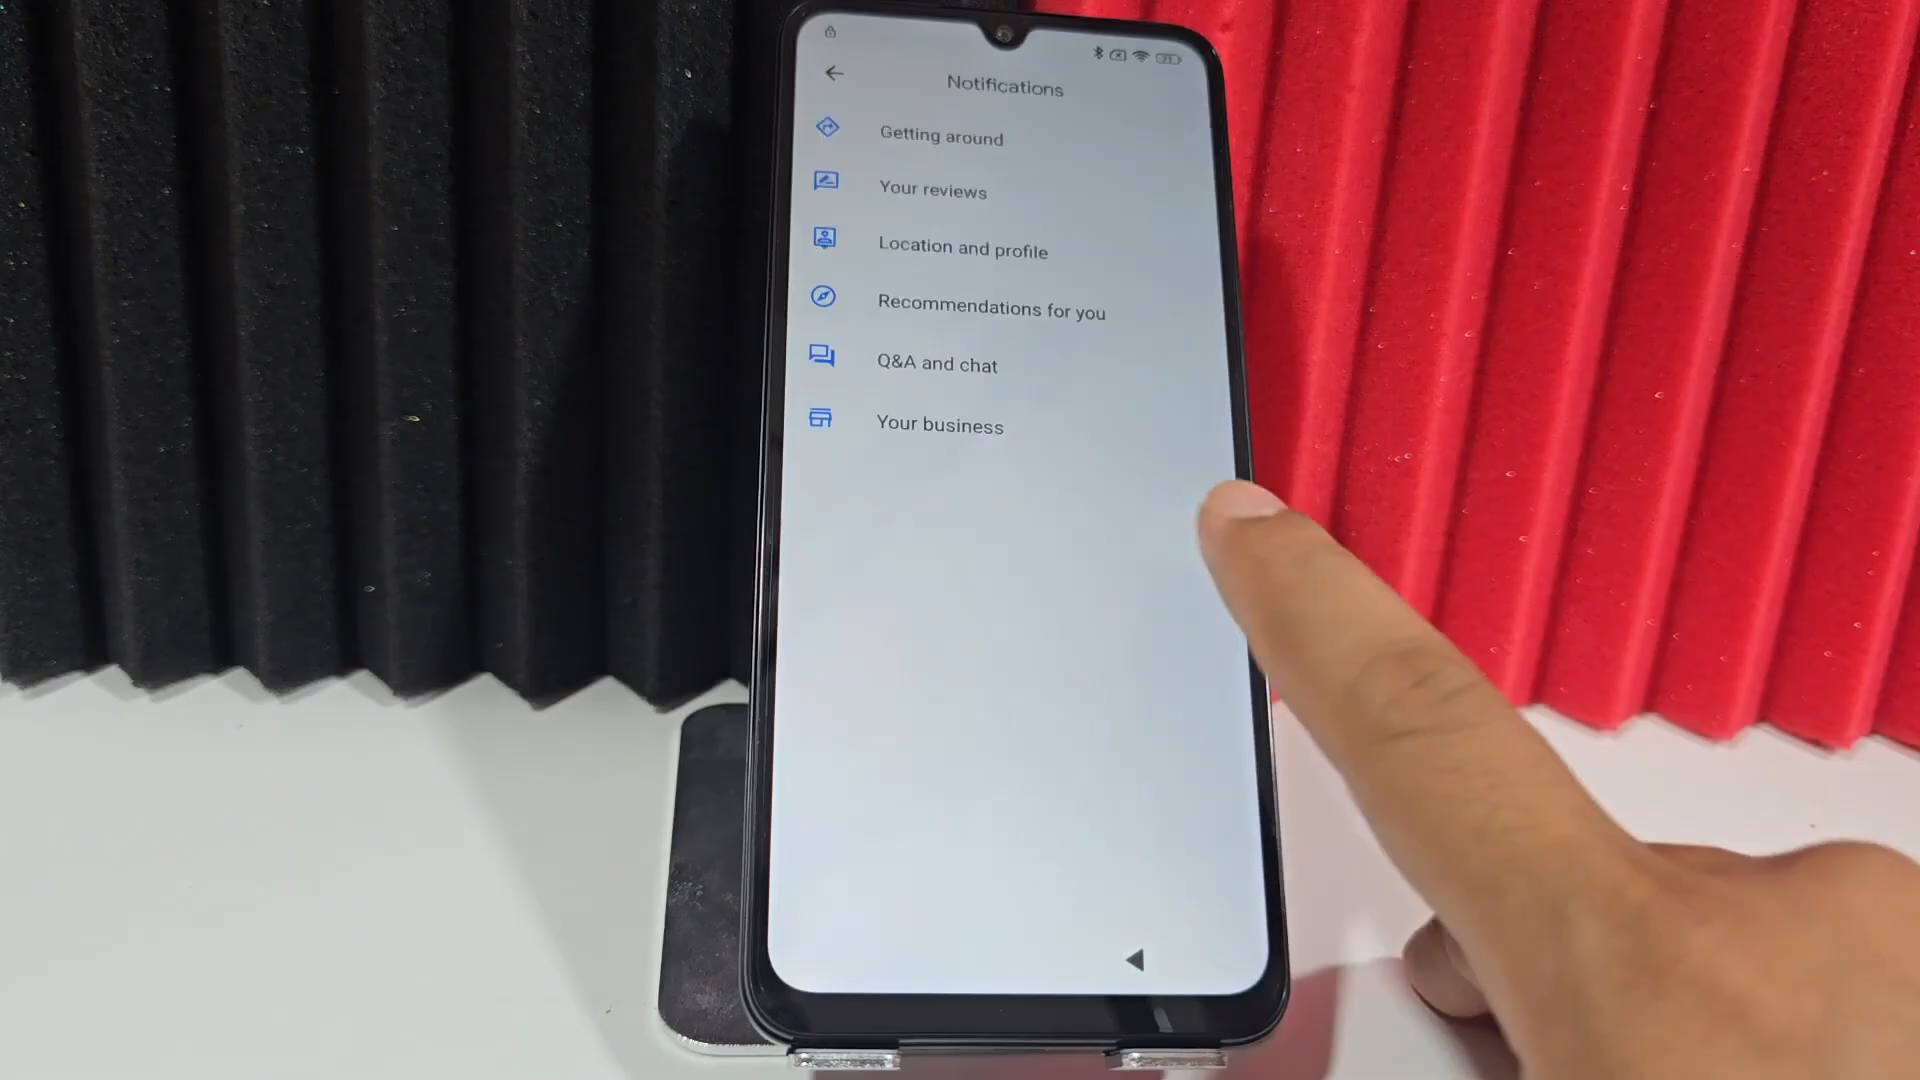 Notifications
Getting around
Your reviews
Location and profile
Recommendations for you
Q&A and chat
Your business